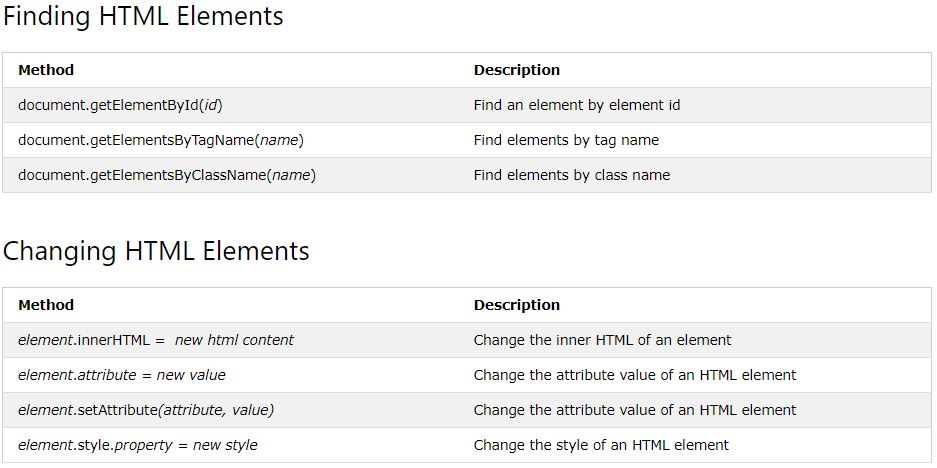 Finding HTML Elements
Method Description
document.getElementById(id) Find an element by element id
document.getElementsByTagName(name) Find elements by tag name
document.getElementsByClassName(name) Find elements by class name
Changing HTML Elements
Method Description
element.innerHTML =  new html content Change the inner HTML of an element
element.attribute = new value Change the attribute value of an HTML element
element.setAttribute(attribute, value) Change the attribute value of an HTML element
element.style.property = new style Change the style of an HTML element